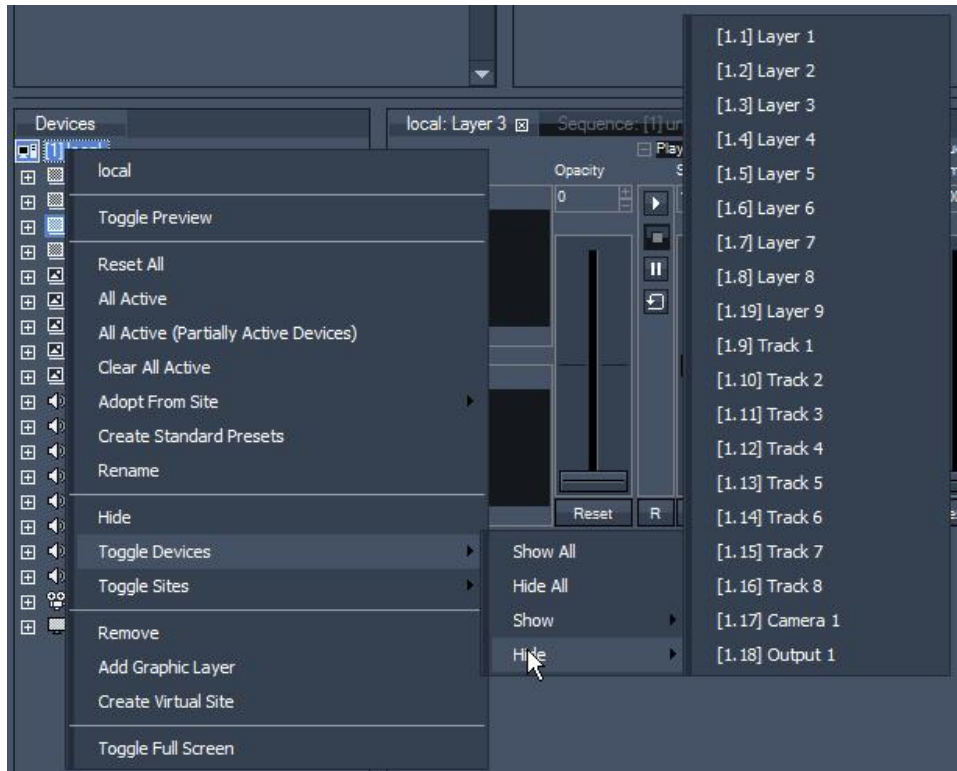 Devices
local: Layer 3
Sequence: [1]
[1]
Play
Opacity
0
Reset
R
local
Toggle Preview
Reset All
All Active
All Active (Partially Active Devices)
Clear All Active
Adopt From Site
Create Standard Presets
Rename
Hide
Toggle Devices
Toggle Sites
Remove
Add Graphic Layer
Create Virtual Site
Toggle Full Screen
Show All
Hide All
Show
Hide
[1.1] Layer 1
[1.2] Layer 2
[1.3] Layer 3
[1.4] Layer 4
[1.5] Layer 5
[1.6] Layer 6
[1.7] Layer 7
[1.8] Layer 8
[1.19] Layer 9
[1.9] Track 1
[1.10] Track 2
[1.11] Track 3
[1.12] Track 4
[1.13] Track 5
[1.14] Track 6
[1.15] Track 7
[1.16] Track 8
[1.17] Camera 1
[1.18] Output 1